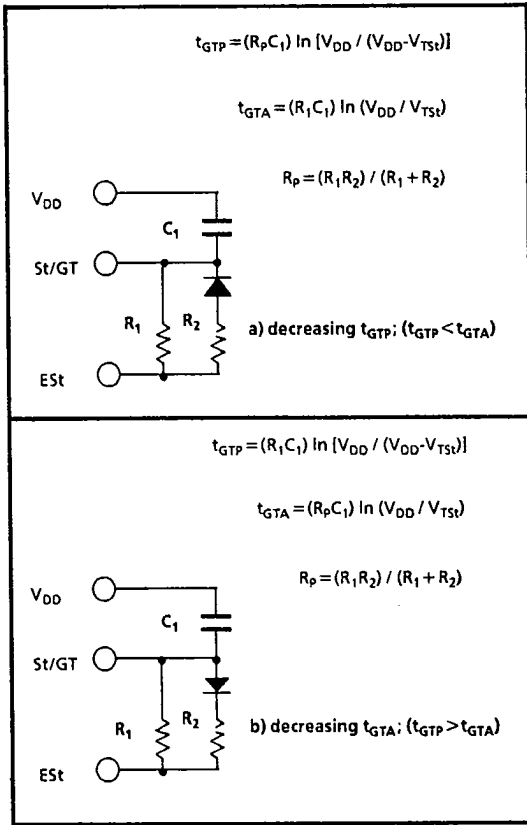 tGTP = (RPC1) ln [VDD / (VDD-VTSt)]
tGTA = (R1C1) ln (VDD / VTSt)
RP = (R1R2) / (R1 + R2)
VDD
C1
St/GT
R1
R2
a) decreasing tGTP; (tGTP < tGTA)
ESt
tGTP = (R1C1) ln [VDD / (VDD-VTSt)]
tGTA = (RPC1) ln (VDD / VTSt)
RP = (R1R2) / (R1 + R2)
VDD
C1
St/GT
R1
R2
b) decreasing tGTA; (tGTP > tGTA)
ESt